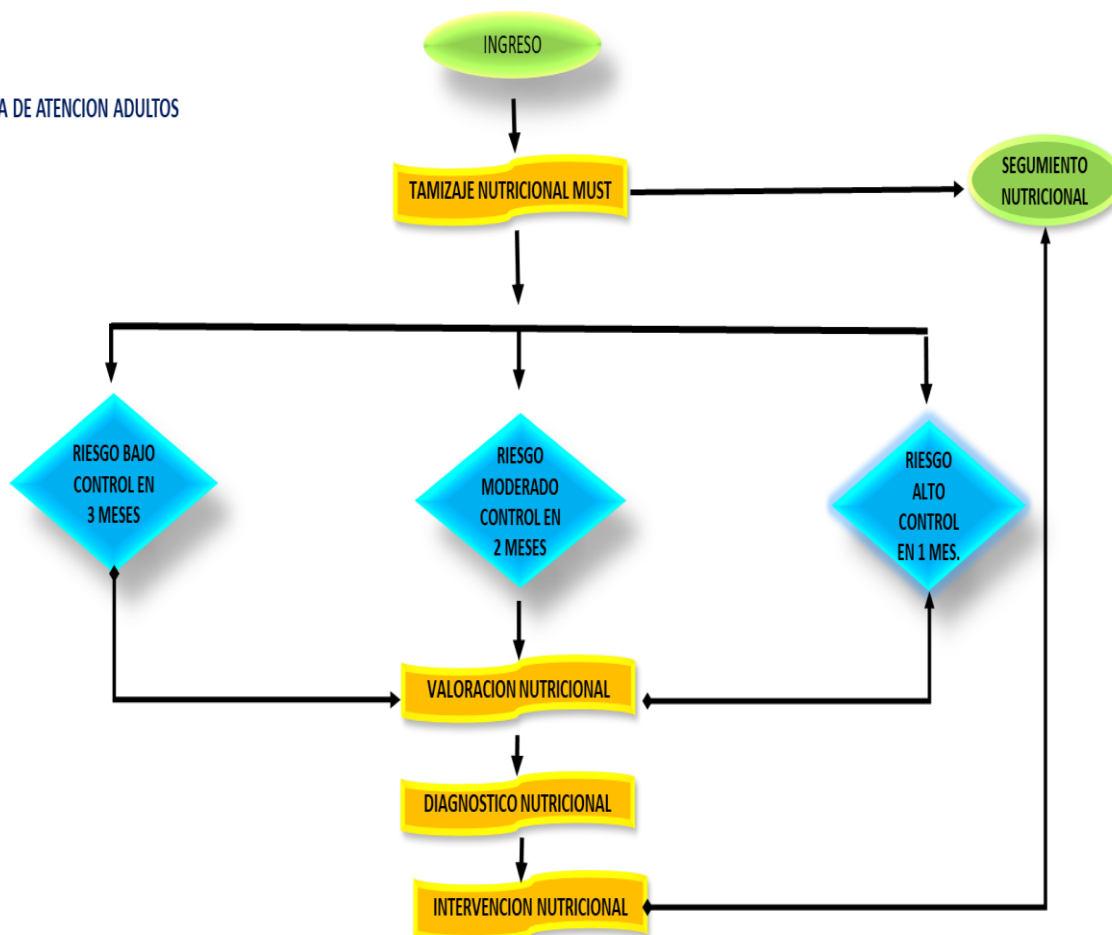 INGRESO
A DE ATENCION ADULTOS
TAMIZAJE NUTRICIONAL MUST
SEGUMIENTO
NUTRICIONAL
RIESGO BAJO
CONTROL EN
3 MESES
RIESGO
MODERADO
CONTROL EN
2 MESES
RIESGO
ALTO
CONTROL
EN 1 MES.
VALORACION NUTRICIONAL
DIAGNOSTICO NUTRICIONAL
INTERVENCION NUTRICIONAL